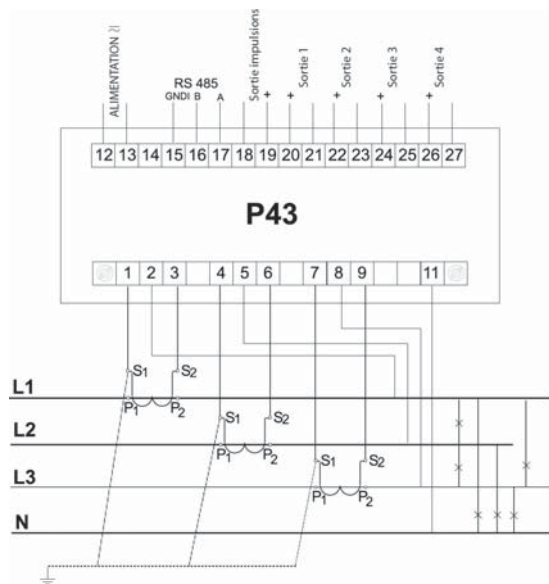 ALIMENTATION ≀
RS 485
GNDI B A
Sortie impulsions
+ + Sortie 1
+ Sortie 2
+ Sortie 3
+ Sortie 4
12 13 14 15 16 17 18 19 20 21 22 23 24 25 26 27
P43
1 2 3 4 5 6 7 8 9 11
S1 S2
L1
P1 P2
S1 S2
L2
P1 P2
S1 S2
L3
P1 P2
N